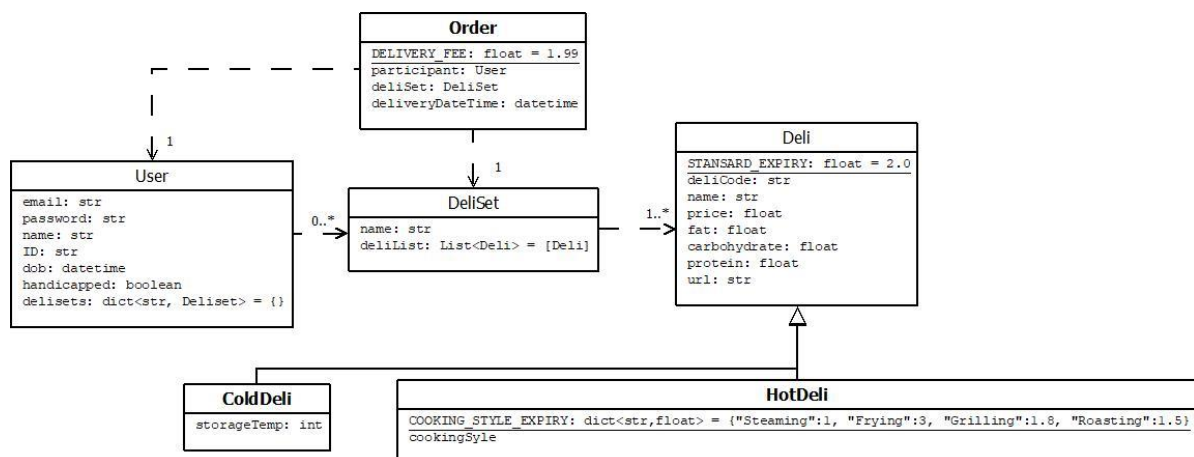 Order
DELIVERY_FEE: float = 1.99
participant: User
deliSet: DeliSet
deliveryDateTime: datetime
1
1
User
email: str
password: str
name: str
ID: str
dob: datetime
handicapped: boolean
delisets: dict<str, Deliset> = {}
0..*
DeliSet
name: str
deliList: List<Deli> = [Deli]
1..*
Deli
STANSARD_EXPIRY: float = 2.0
deliCode: str
name: str
price: float
fat: float
carbohydrate: float
protein: float
url: str
ColdDeli
storageTemp: int
HotDeli
COOKING_STYLE_EXPIRY: dict<str,float> = {"Steaming":1, "Frying":3, "Grilling":1.8, "Roasting":1.5}
cookingSyle